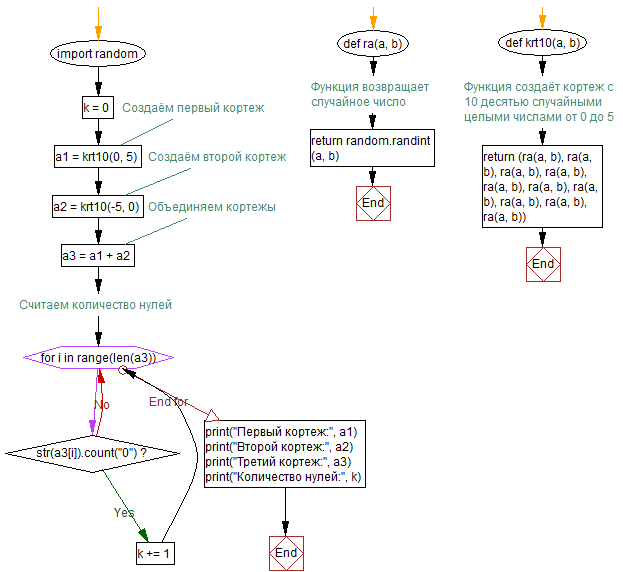 import random
k = 0
Создаём первый кортеж
a1 = krt10(0, 5)
Создаём второй кортеж
a2 = krt10(-5, 0)
Объединяем кортежы
a3 = a1 + a2
Считаем количество нулей
for i in range(len(a3))
No
End for
str(a3[i]).count("0") ?
Yes
k += 1
print("Первый кортеж:", a1)
print("Второй кортеж:", a2)
print("Третий кортеж:", a3)
print("Количество нулей:", k)
End
def ra(a, b)
Функция возвращает
случайное число
return random.randint
(a, b)
End
def krt10(a, b)
Функция создаёт кортеж с
10 десятью случайными
целыми числами от 0 до 5
return (ra(a, b), ra(a,
b), ra(a, b), ra(a, b),
ra(a, b), ra(a, b), ra(a,
b), ra(a, b), ra(a, b),
ra(a, b))
End